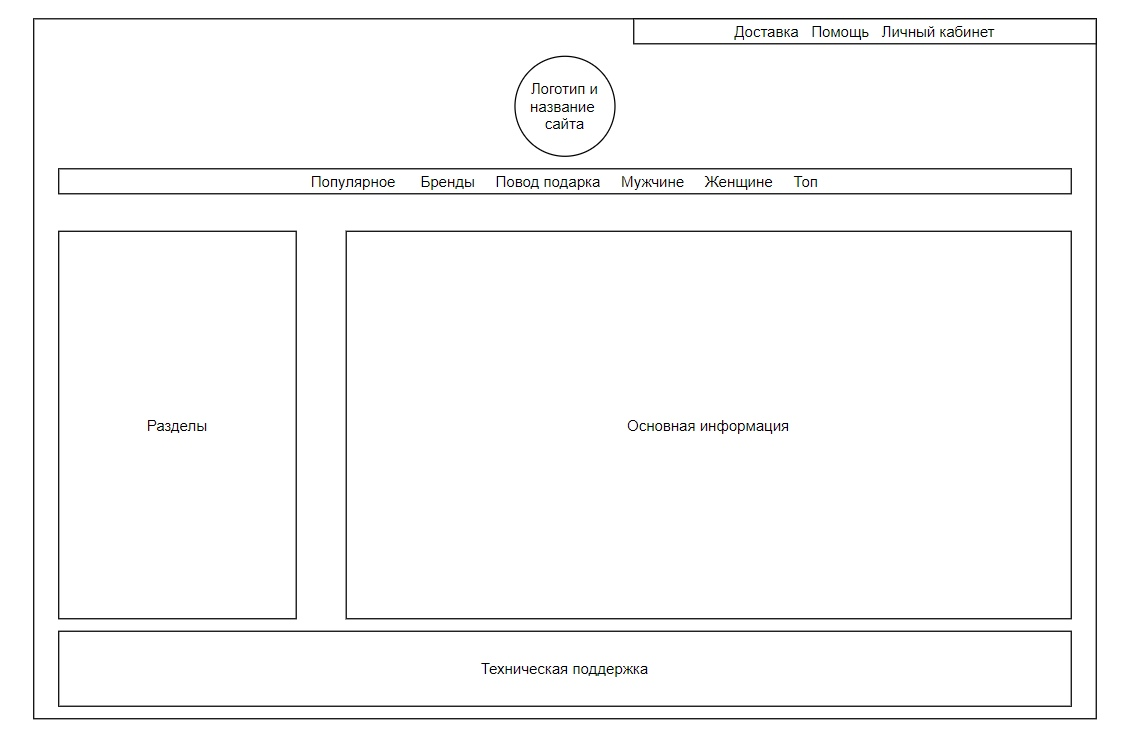 Доставка Помощь Личный кабинет
Логотип и
название
сайта
Популярное Бренды Повод подарка Мужчине Женщине Топ
Разделы
Основная информация
Техническая поддержка